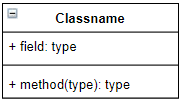 Classname
+ field: type
+ method(type): type